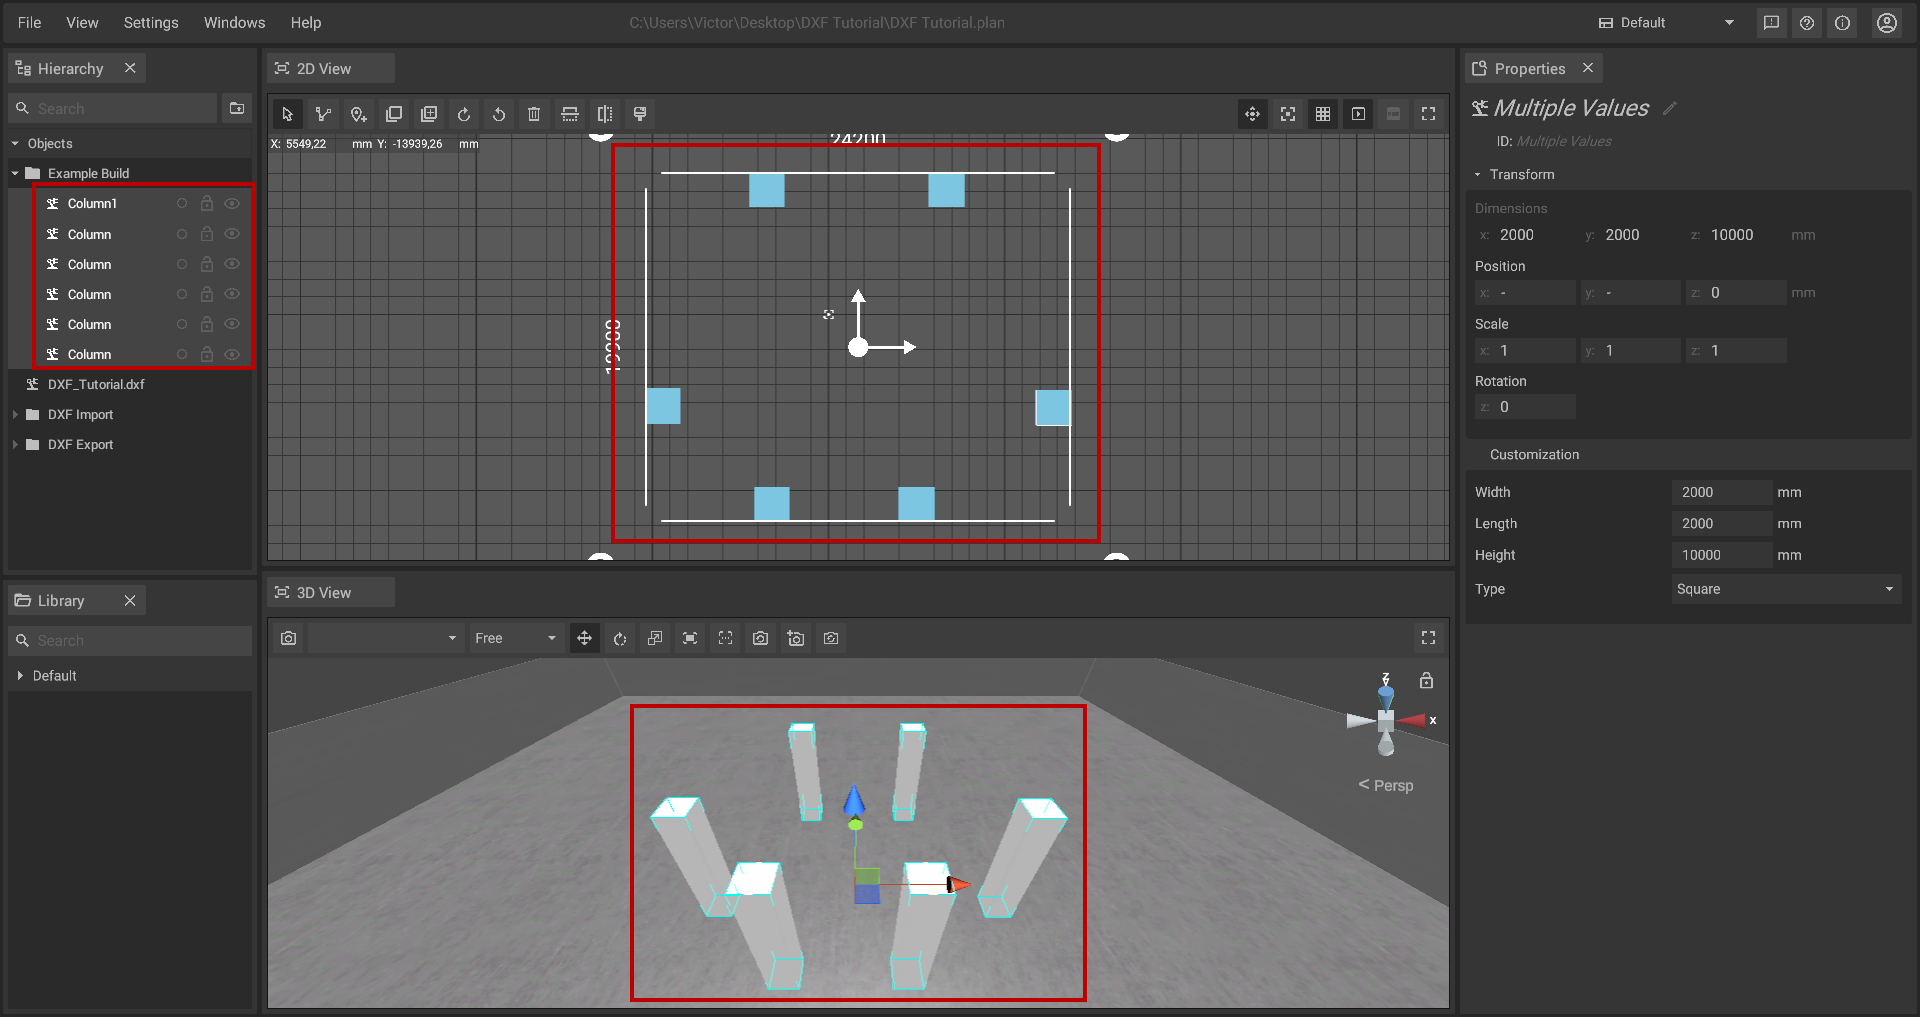 File View Settings Windows Help C:\Users\Victor\Desktop\DXF Tutorial\DXF Tutorial.plan Default
Hierarchy
Search
Objects
Example Build
Column1
Column
Column
Column
Column
Column
DXF_Tutorial.dxf
DXF Import
DXF Export
Library
Search
Default
2D View
X: 5549,22 mm Y: -13939,26 mm
24200
19900
3D View
Free
z
x
< Persp
Properties
Multiple Values
ID: Multiple Values
Transform
Dimensions
x: 2000 y: 2000 z: 10000 mm
Position
x: - y: - z: 0 mm
Scale
x: 1 y: 1 z: 1
Rotation
z: 0
Customization
Width 2000 mm
Length 2000 mm
Height 10000 mm
Type Square